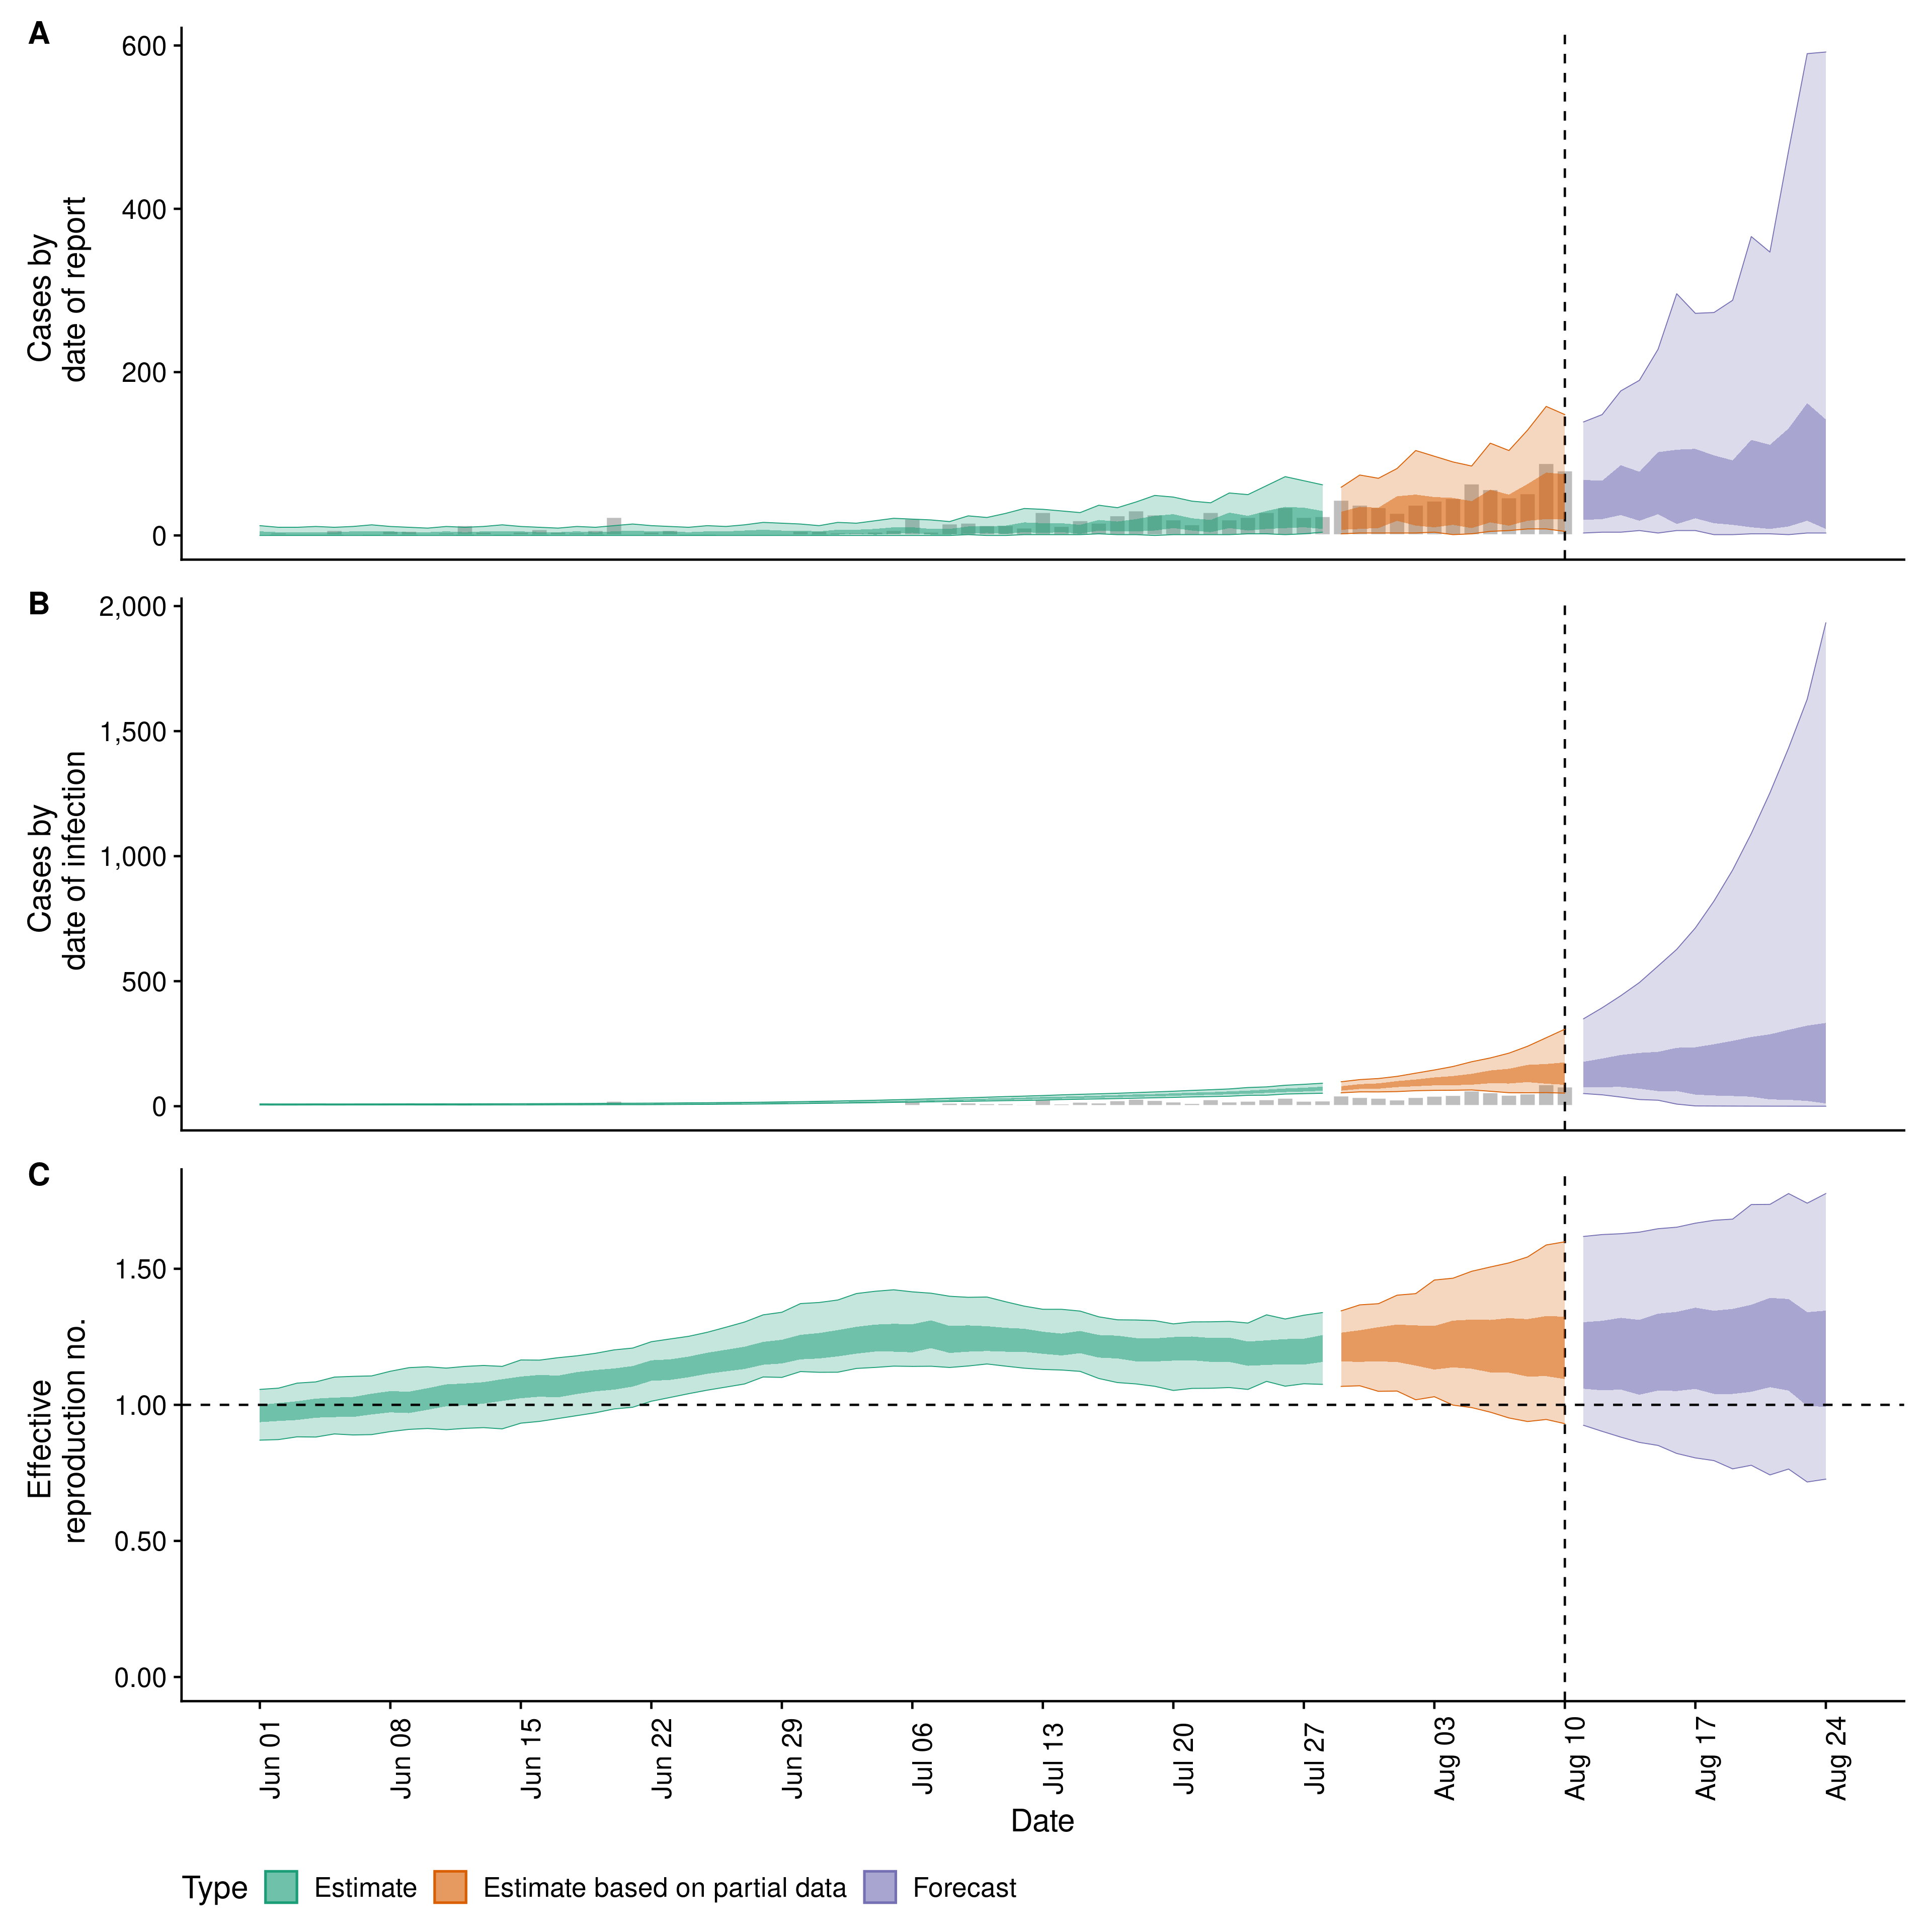 A
600
400
200
0
Cases by
date of report
B
2,000
1,500
1,000
500
0
Cases by
date of infection
C
1.50
1.00
0.50
0.00
Effective
reproduction no.
Jun 01
Jun 08
Jun 15
Jun 22
Jun 29
Jul 06
Jul 13
Jul 20
Jul 27
Aug 03
Aug 10
Aug 17
Aug 24
Date
Type Estimate Estimate based on partial data Forecast